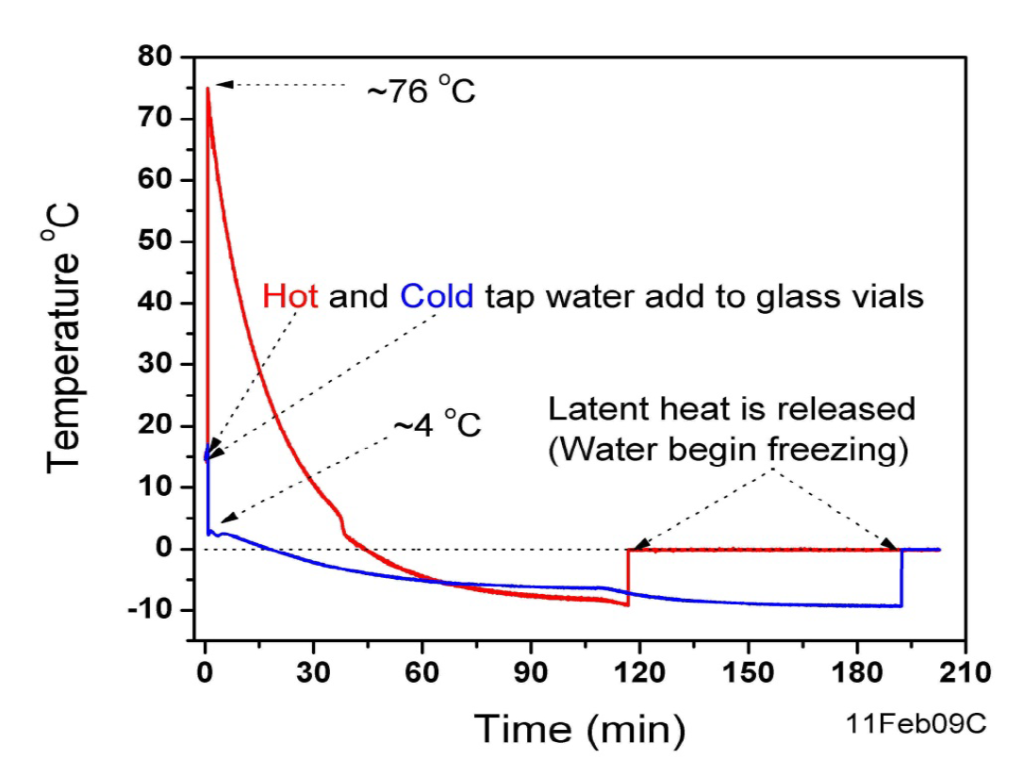 80
70
60
50
40
30
20
10
0
-10
Temperature °C
~76 °C
Hot and Cold tap water add to glass vials
~4 °C
Latent heat is released
(Water begin freezing)
0 30 60 90 120 150 180 210
Time (min)
11Feb09C